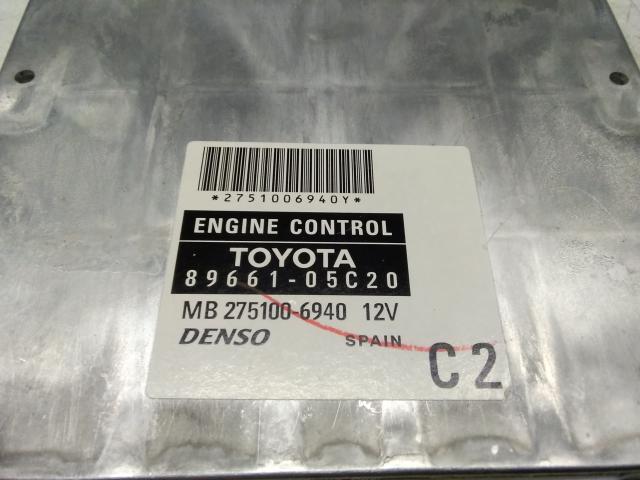 *2751006940Y*
ENGINE CONTROL
TOYOTA
89661-05C20
MB 275100-6940 12V
DENSO SPAIN
C2